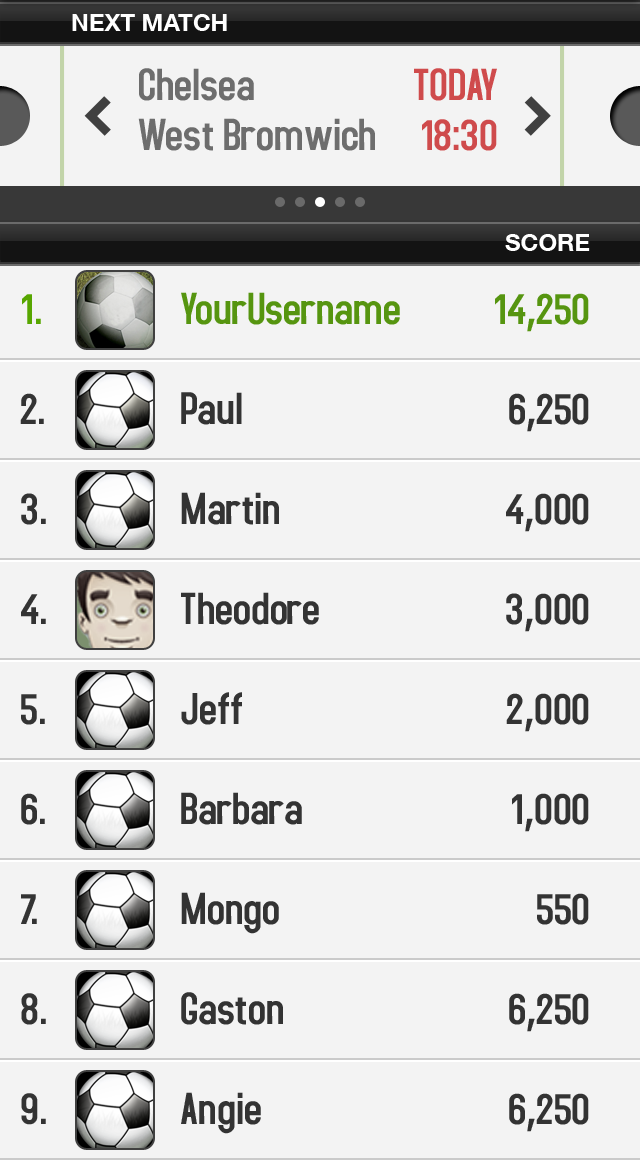 NEXT MATCH
Chelsea TODAY
West Bromwich 18:30
SCORE
1. YourUsername 14,250
2. Paul 6,250
3. Martin 4,000
4. Theodore 3,000
5. Jeff 2,000
6. Barbara 1,000
7. Mongo 550
8. Gaston 6,250
9. Angie 6,250